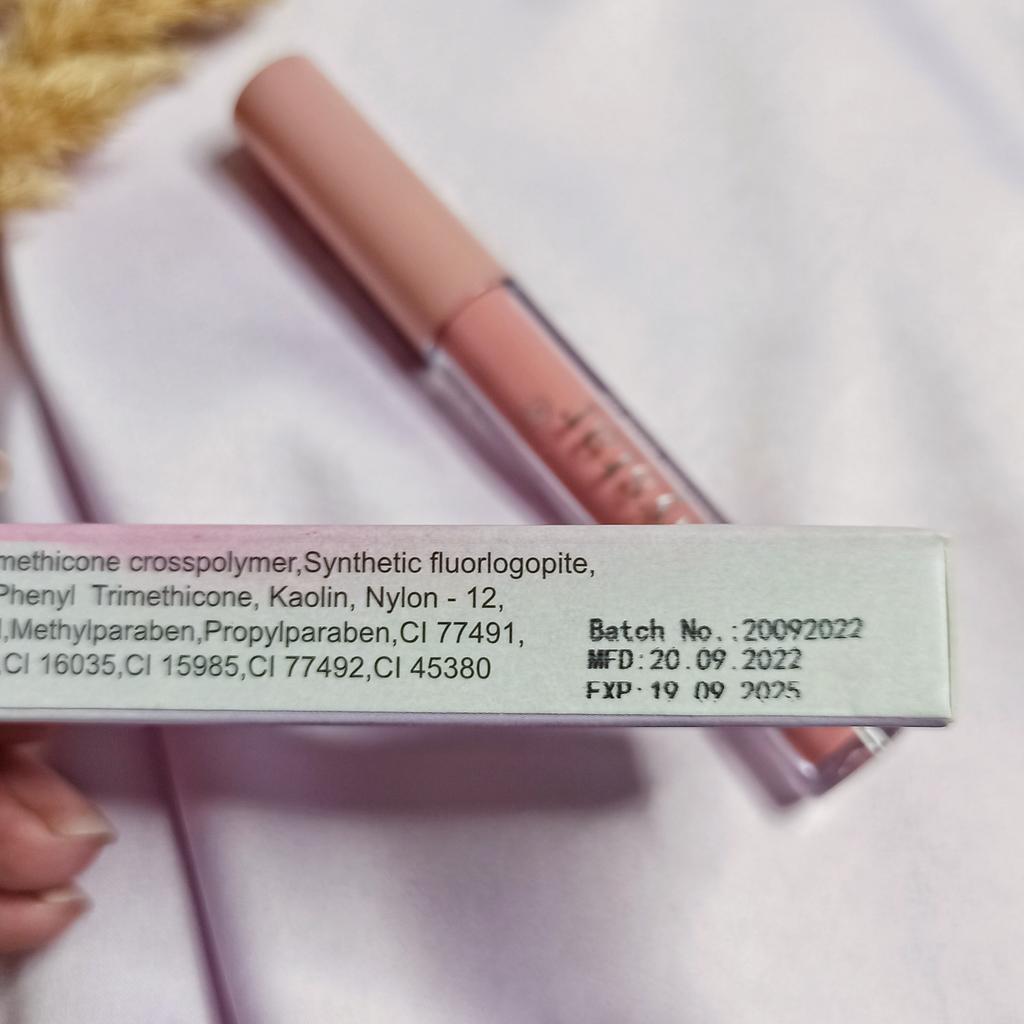 methicone crosspolymer,Synthetic fluorlogopite,
Phenyl Trimethicone, Kaolin, Nylon - 12,
,Methylparaben,Propylparaben,CI 77491,
,CI 16035,CI 15985,CI 77492,CI 45380
Batch No.:20092022
MFD:20.09.2022
EXP:19 09 2025